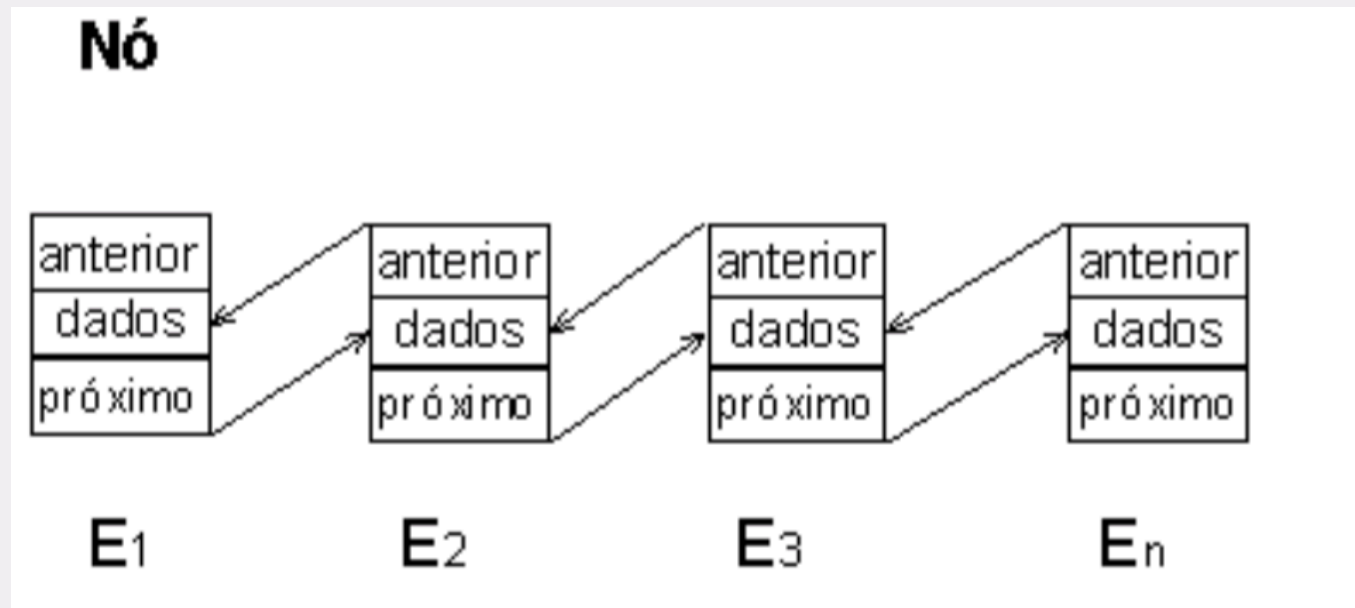 Nó
anterior
dados
próximo
anterior
dados
próximo
anterior
dados
próximo
anterior
dados
próximo
E1
E2
E3
En